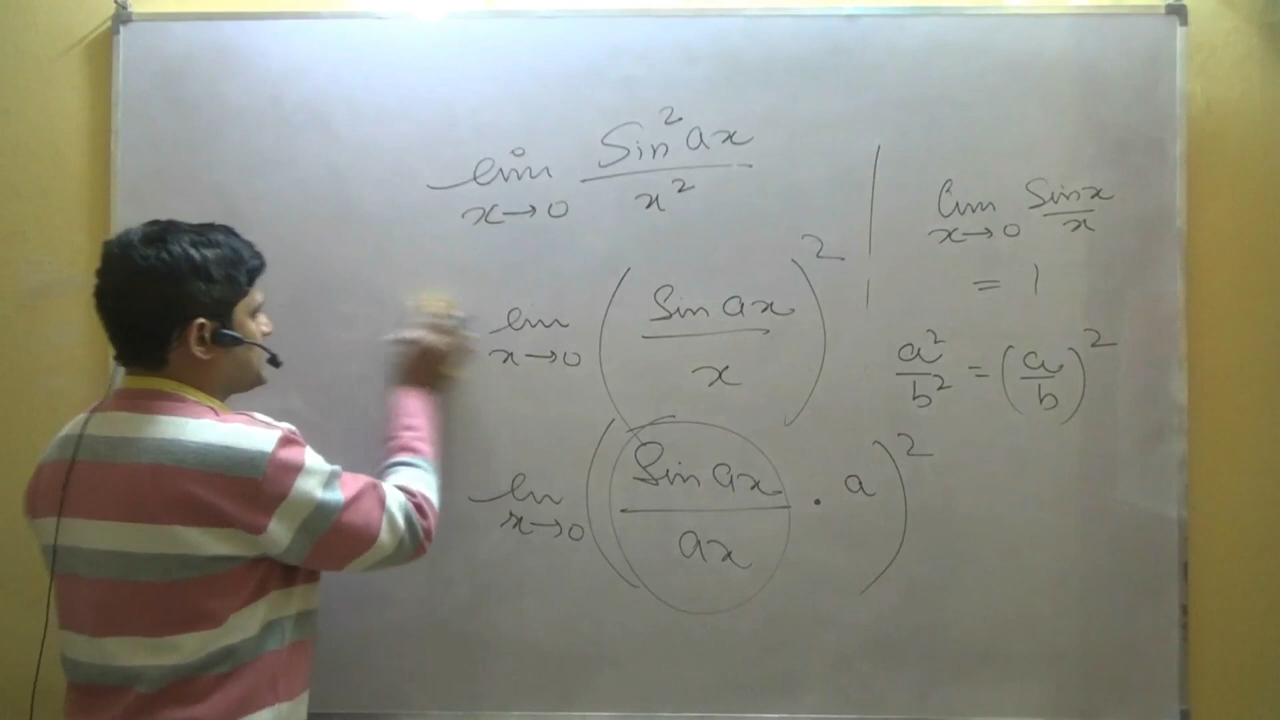 lim x→0 Sin²ax / x²
lim x→0 (Sin ax / x)²
lim x→0 (Sin ax / ax · a)²
lim x→0 Sinx / x
= 1
a²/b² = (a/b)²